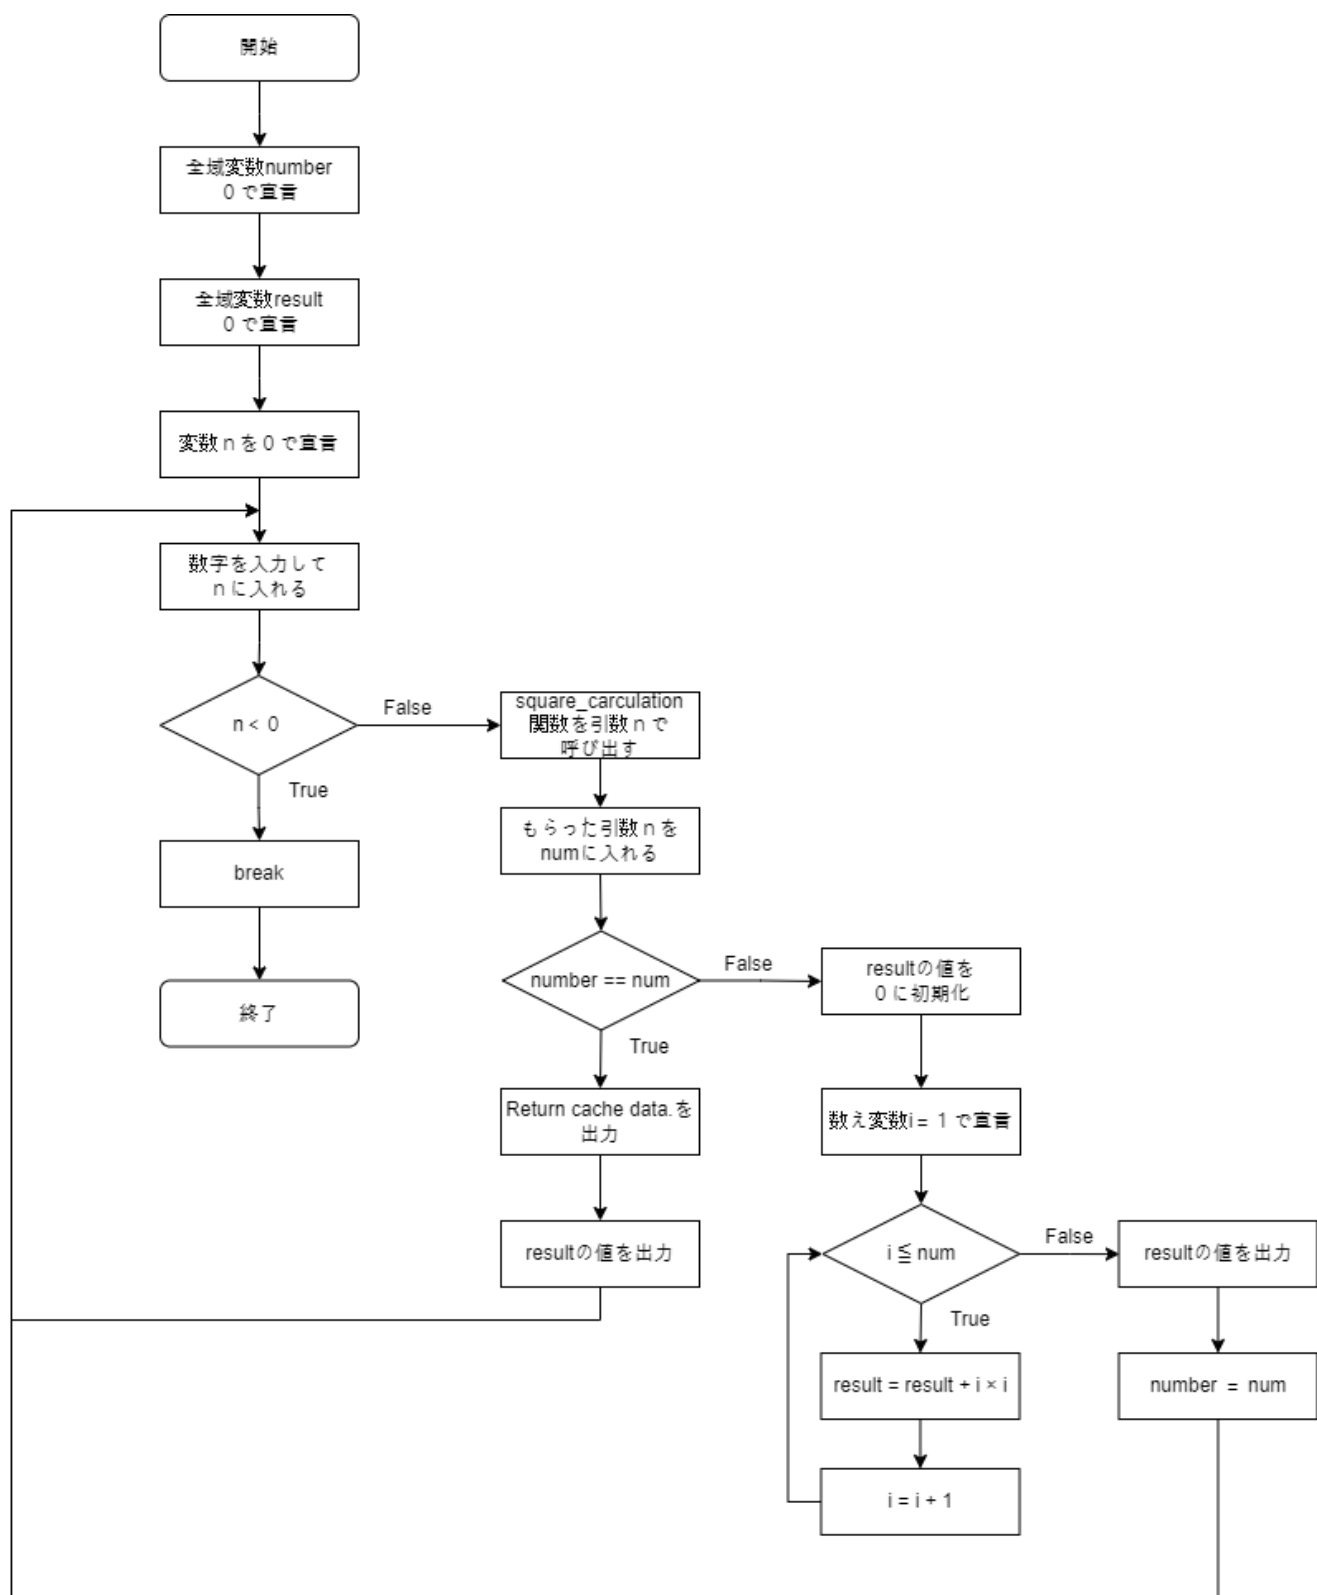 開始
全域変数number
０で宣言
全域変数result
０で宣言
変数ｎを０で宣言
数字を入力して
ｎに入れる
n < 0
True
break
終了
False
square_carculation
関数を引数ｎで
呼び出す
もらった引数ｎを
numに入れる
number == num
True
Return cache data.を
出力
resultの値を出力
False
resultの値を
０に初期化
数え変数i = 1 で宣言
i ≦ num
True
result = result + i × i
i = i + 1
False
resultの値を出力
number = num